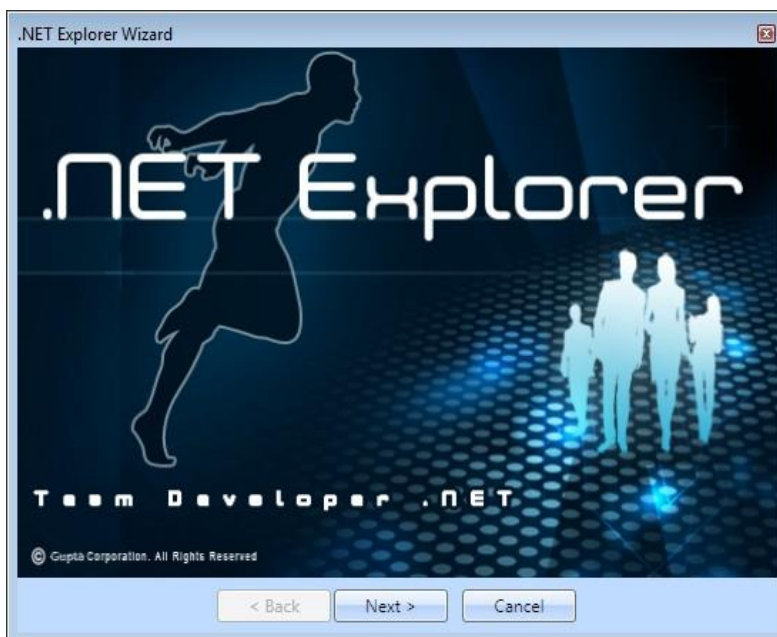 .NET Explorer Wizard
.NET Explorer
Team Developer .NET
© Gupta Corporation. All Rights Reserved
< Back Next > Cancel